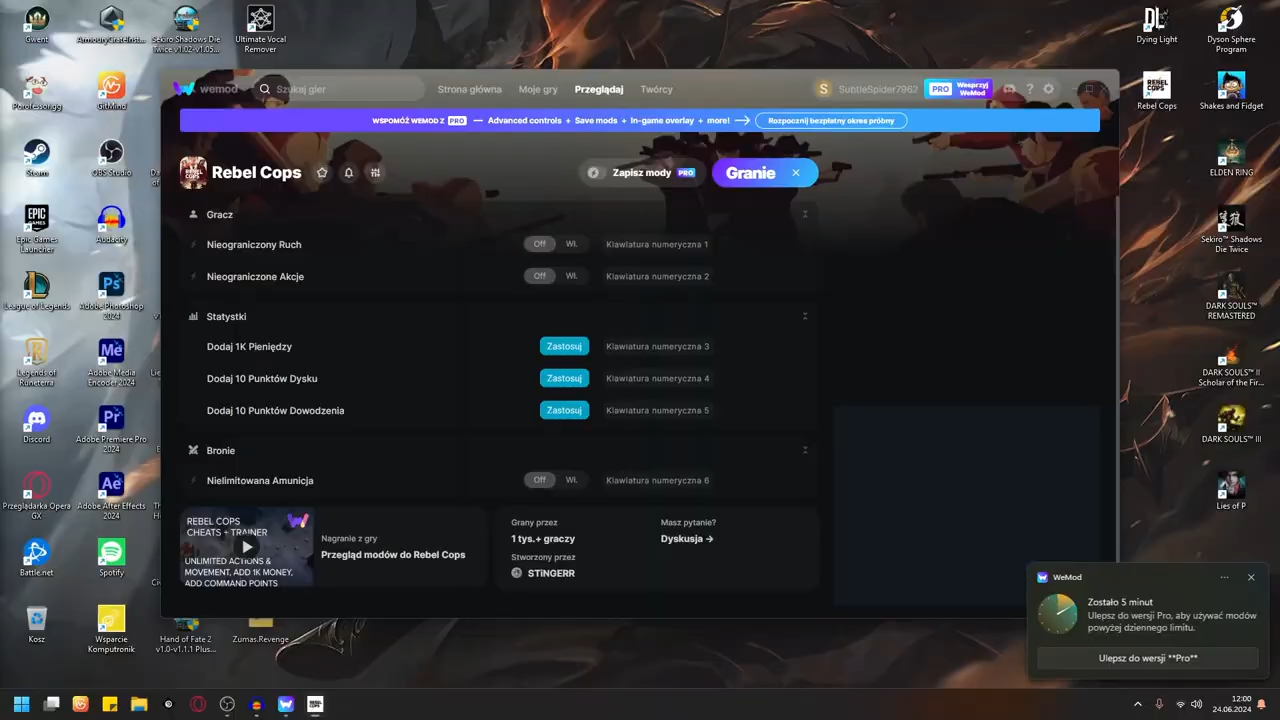 Gwent
ArmouryCrateInst...
Sekiro Shadows Die
Twice v1.02-v1.05...
Ultimate Vocal
Remover
Dying Light
Dyson Sphere
Program
Porofessor.gg
GitMind
Rebel Cops
Shakes and Fidget
Steam
OBS Studio
ELDEN RING
Epic Games
Launcher
Audacity
Sekiro™ Shadows
Die Twice
League of Legends
Adobe Photoshop
2024
DARK SOULS™
REMASTERED
Legends of
Runeterra
Adobe Media
Encoder 2024
DARK SOULS™ II
Scholar of the Fir...
Discord
Adobe Premiere Pro
2024
DARK SOULS III
Przeglądarka Opera
GX
Adobe After Effects
2024
Lies of P
Battle.net
Spotify
Kosz
Wsparcie
Komputronik
Hand of Fate 2
v1.0-v1.1.1 Plus...
Zumas.Revenge
wemod
Szukaj gier
Strona główna
Moje gry
Przeglądaj
Twórcy
S
SubtleSpider7962
PRO Wesprzyj
WeMod
WSPOMÓŻ WEMOD Z PRO — Advanced controls + Save mods + In-game overlay + more! → Rozpocznij bezpłatny okres próbny
Rebel Cops
Zapisz mody PRO
Granie
Gracz
Nieograniczony Ruch Off Wł. Klawiatura numeryczna 1
Nieograniczone Akcje Off Wł. Klawiatura numeryczna 2
Statystki
Dodaj 1K Pieniędzy Zastosuj Klawiatura numeryczna 3
Dodaj 10 Punktów Dysku Zastosuj Klawiatura numeryczna 4
Dodaj 10 Punktów Dowodzenia Zastosuj Klawiatura numeryczna 5
Bronie
Nielimitowana Amunicja Off Wł. Klawiatura numeryczna 6
REBEL COPS
CHEATS + TRAINER
UNLIMITED ACTIONS &
MOVEMENT, ADD 1K MONEY,
ADD COMMAND POINTS
Nagranie z gry
Przegląd modów do Rebel Cops
Grany przez
1 tys.+ graczy
Stworzony przez
STiNGERR
Masz pytanie?
Dyskusja →
WeMod
Zostało 5 minut
Ulepsz do wersji Pro, aby używać modów
powyżej dziennego limitu.
Ulepsz do wersji **Pro**
12:00
24.06.2024